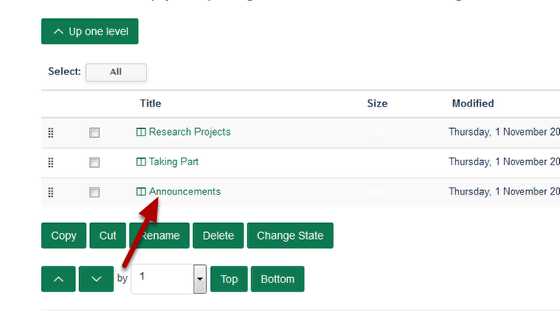 Up one level
Select: All
Title Size Modified
Research Projects Thursday, 1 November 20
Taking Part Thursday, 1 November 20
Announcements Thursday, 1 November 20
Copy Cut Rename Delete Change State
by 1 Top Bottom